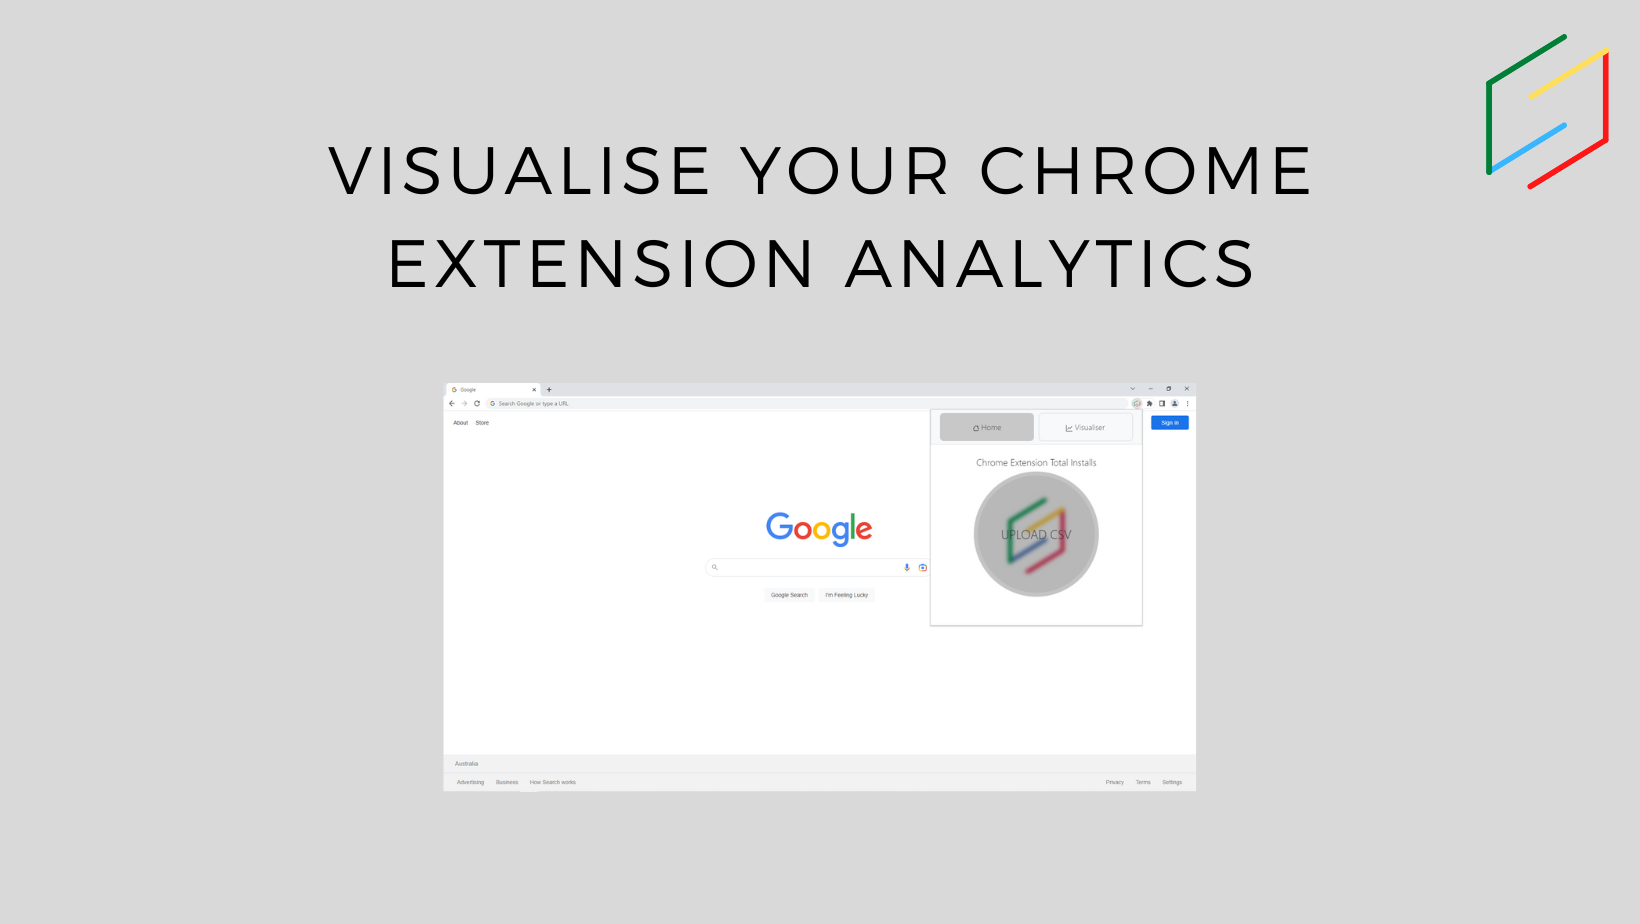 VISUALISE YOUR CHROME
EXTENSION ANALYTICS
Google
Search Google or type a URL
About Store
Sign in
Home
Visualiser
Chrome Extension Total Installs
UPLOAD CSV
Google
Google Search
I'm Feeling Lucky
Australia
Advertising Business How Search works
Privacy Terms Settings